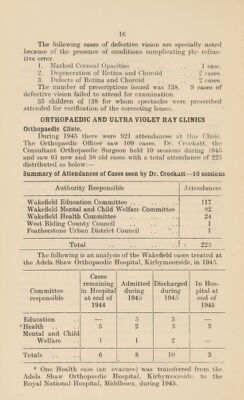 16
The following cases of defective vision are specially noted
because of the presence of conditions complicating the refrac-
tive error.
1. Marked Corneal Opacities .. .. 1 case.
2. Degeneration of Retina and Choroid .. 2 cases.
3. Defects of Retina and Choroid .. 2 cases.
The number of prescriptions issued was 138. 9 cases of
defective vision failed to attend for examination.
35 children of 138 for whom spectacles were prescribed
attended for verification of the correcting lenses.
ORTHOPAEDIC AND ULTRA VIOLET RAY CLINICS
Orthopaedic Clinic.
During 1945 there were 921 attendances at this Clinic.
The Orthopaedic Officer saw 109 cases. Dr. Crockatt, the
Consultant Orthopaedic Surgeon held 10 sessions during 1945
and saw 61 new and 38 old cases with a total attendance of 225
distributed as below:—
Summary of Attendances of Cases seen by Dr. Crockatt—10 sessions
Authority Responsible Attendances
Wakefield Education Committee .. 117
Wakefield Mental and Child Welfare Committee 82
Wakefield Health Committee .. 24
West Riding County Council .. 1
Featherstone Urban District Council .. 1
Total .. 225
The following is an analysis of the Wakefield cases treated at
the Adela Shaw Orthopaedic Hospital, Kirbymoorside, in 1945.
Committee responsible Cases remaining in Hospital at end of 1944 Admitted during 1945 Discharged during 1945 In Hos- pital at end of 1945
Education .. — 5 5 —
*Health .. 5 2 3 3
Mental and Child
Welfare .. 1 1 2 —
Totals .. 6 8 10 3
* One Health case (an evacuee) was transferred from the
Adela Shaw Orthopaedic Hospital, Kirbymoorside, to the
Royal National Hospital, Middlesex, during 1945.